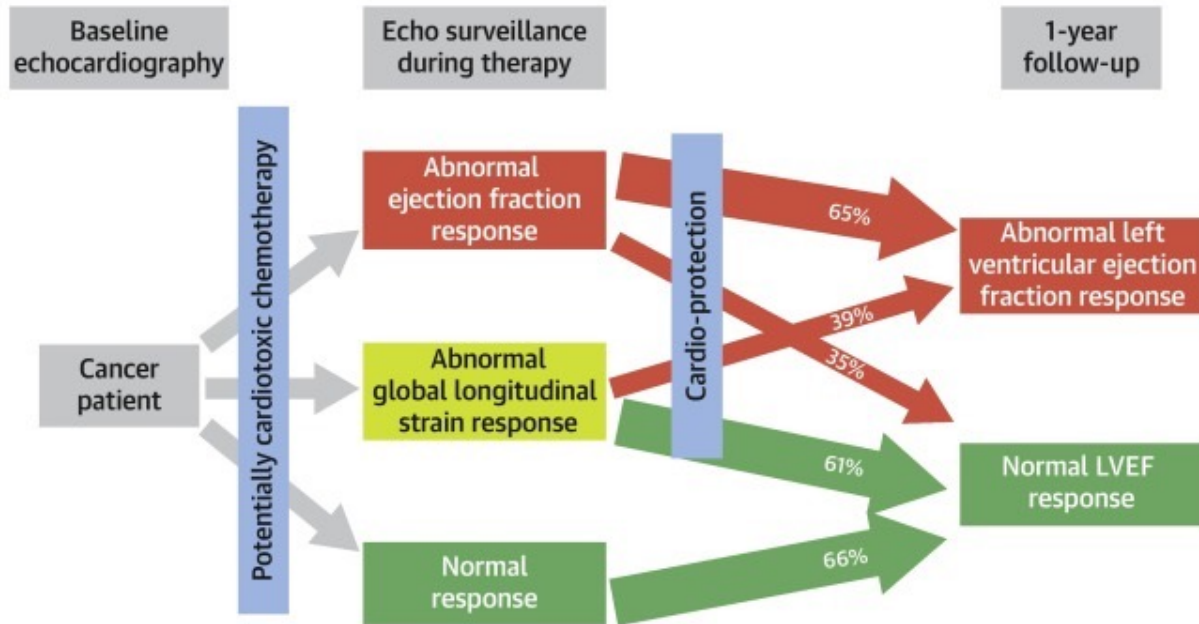 Baseline
echocardiography
Echo surveillance
during therapy
1-year
follow-up
Potentially cardiotoxic chemotherapy
Cancer
patient
Abnormal
ejection fraction
response
Abnormal
global longitudinal
strain response
Normal
response
Cardio-protection
65%
39%
35%
61%
66%
Abnormal left
ventricular ejection
fraction response
Normal LVEF
response